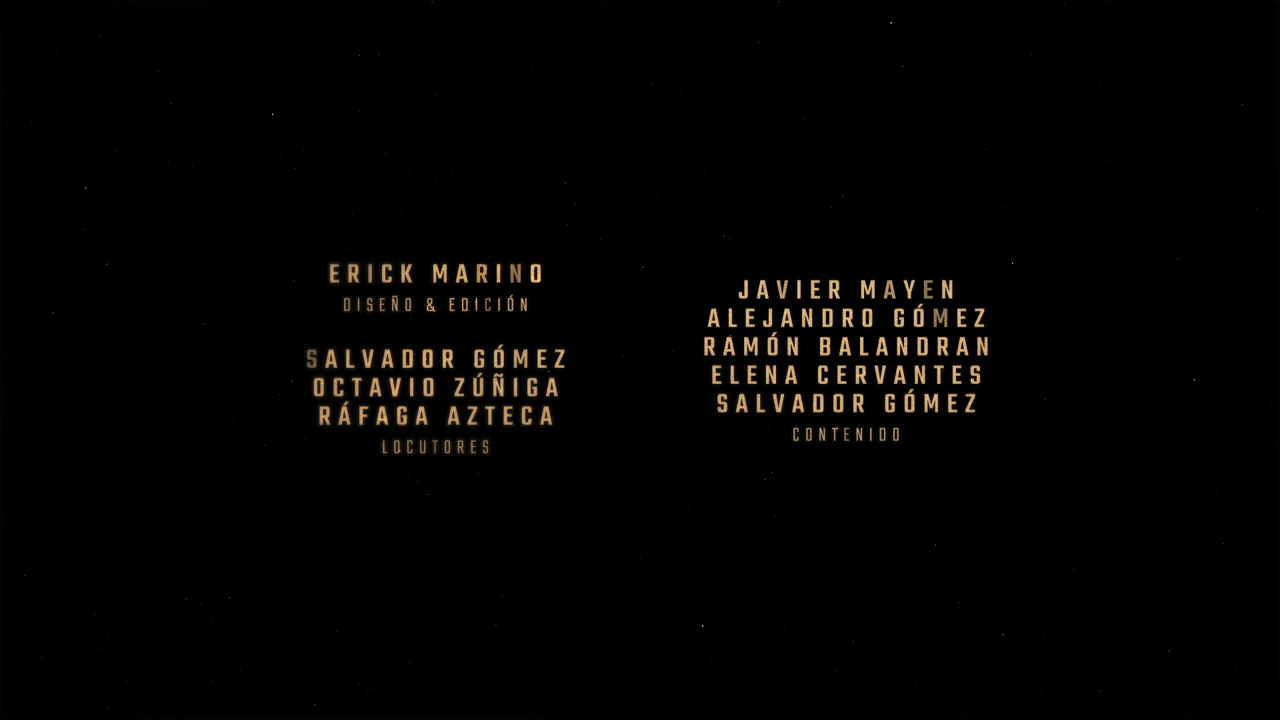 ERICK MARINO
DISEÑO & EDICIÓN
SALVADOR GÓMEZ
OCTAVIO ZÚÑIGA
RÁFAGA AZTECA
LOCUTORES
JAVIER MAYEN
ALEJANDRO GÓMEZ
RAMÓN BALANDRAN
ELENA CERVANTES
SALVADOR GÓMEZ
CONTENIDO